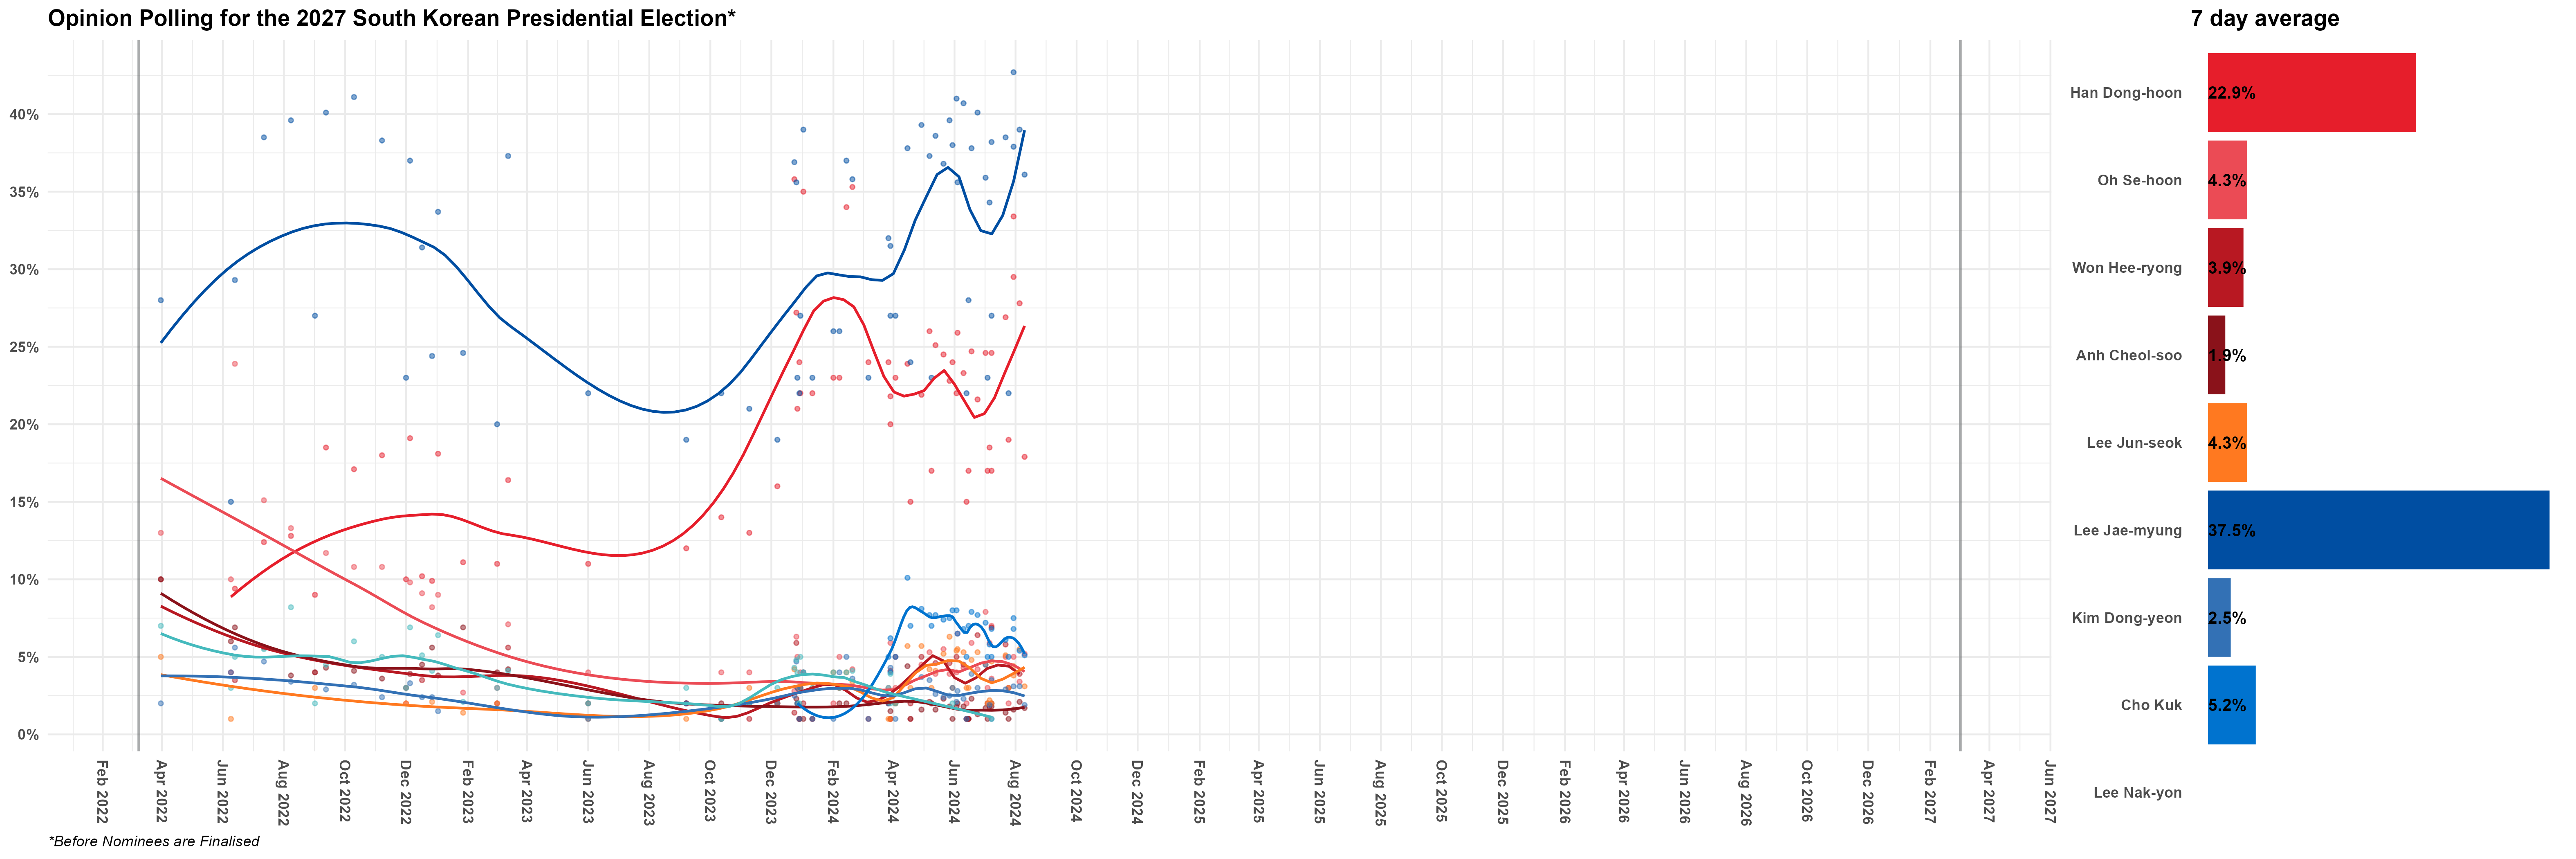 Opinion Polling for the 2027 South Korean Presidential Election*
7 day average
40%
35%
30%
25%
20%
15%
10%
5%
0%
Feb 2022
Apr 2022
Jun 2022
Aug 2022
Oct 2022
Dec 2022
Feb 2023
Apr 2023
Jun 2023
Aug 2023
Oct 2023
Dec 2023
Feb 2024
Apr 2024
Jun 2024
Aug 2024
Oct 2024
Dec 2024
Feb 2025
Apr 2025
Jun 2025
Aug 2025
Oct 2025
Dec 2025
Feb 2026
Apr 2026
Jun 2026
Aug 2026
Oct 2026
Dec 2026
Feb 2027
Apr 2027
Jun 2027
*Before Nominees are Finalised
Han Dong-hoon 22.9%
Oh Se-hoon 4.3%
Won Hee-ryong 3.9%
Anh Cheol-soo 1.9%
Lee Jun-seok 4.3%
Lee Jae-myung 37.5%
Kim Dong-yeon 2.5%
Cho Kuk 5.2%
Lee Nak-yon